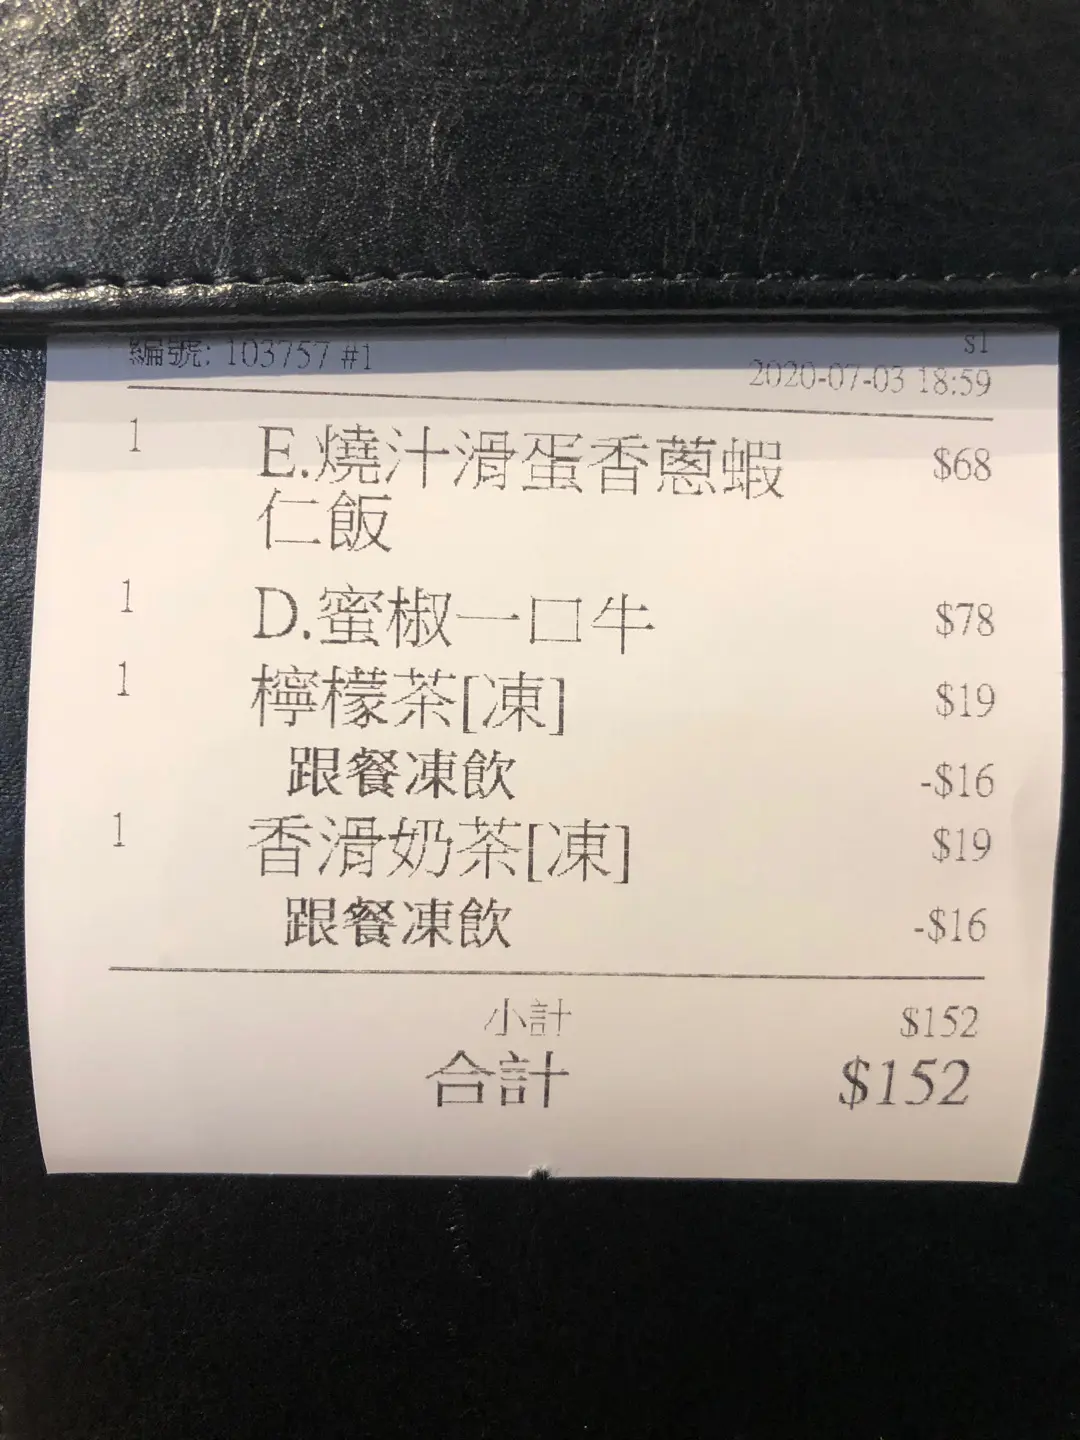 編號: 103757 #1
s1
2020-07-03 18:59
1 E.燒汁滑蛋香蔥蝦 $68
仁飯
1 D.蜜椒一口牛 $78
1 檸檬茶[凍] $19
跟餐凍飲 -$16
1 香滑奶茶[凍] $19
跟餐凍飲 -$16
小計 $152
合計 $152